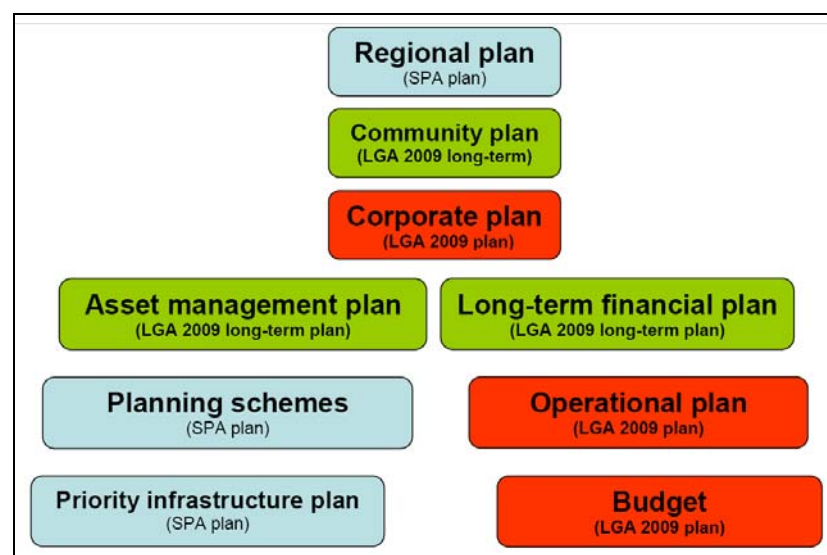 Regional plan
(SPA plan)
Community plan
(LGA 2009 long-term)
Corporate plan
(LGA 2009 plan)
Asset management plan
(LGA 2009 long-term plan)
Long-term financial plan
(LGA 2009 long-term plan)
Planning schemes
(SPA plan)
Operational plan
(LGA 2009 plan)
Priority infrastructure plan
(SPA plan)
Budget
(LGA 2009 plan)